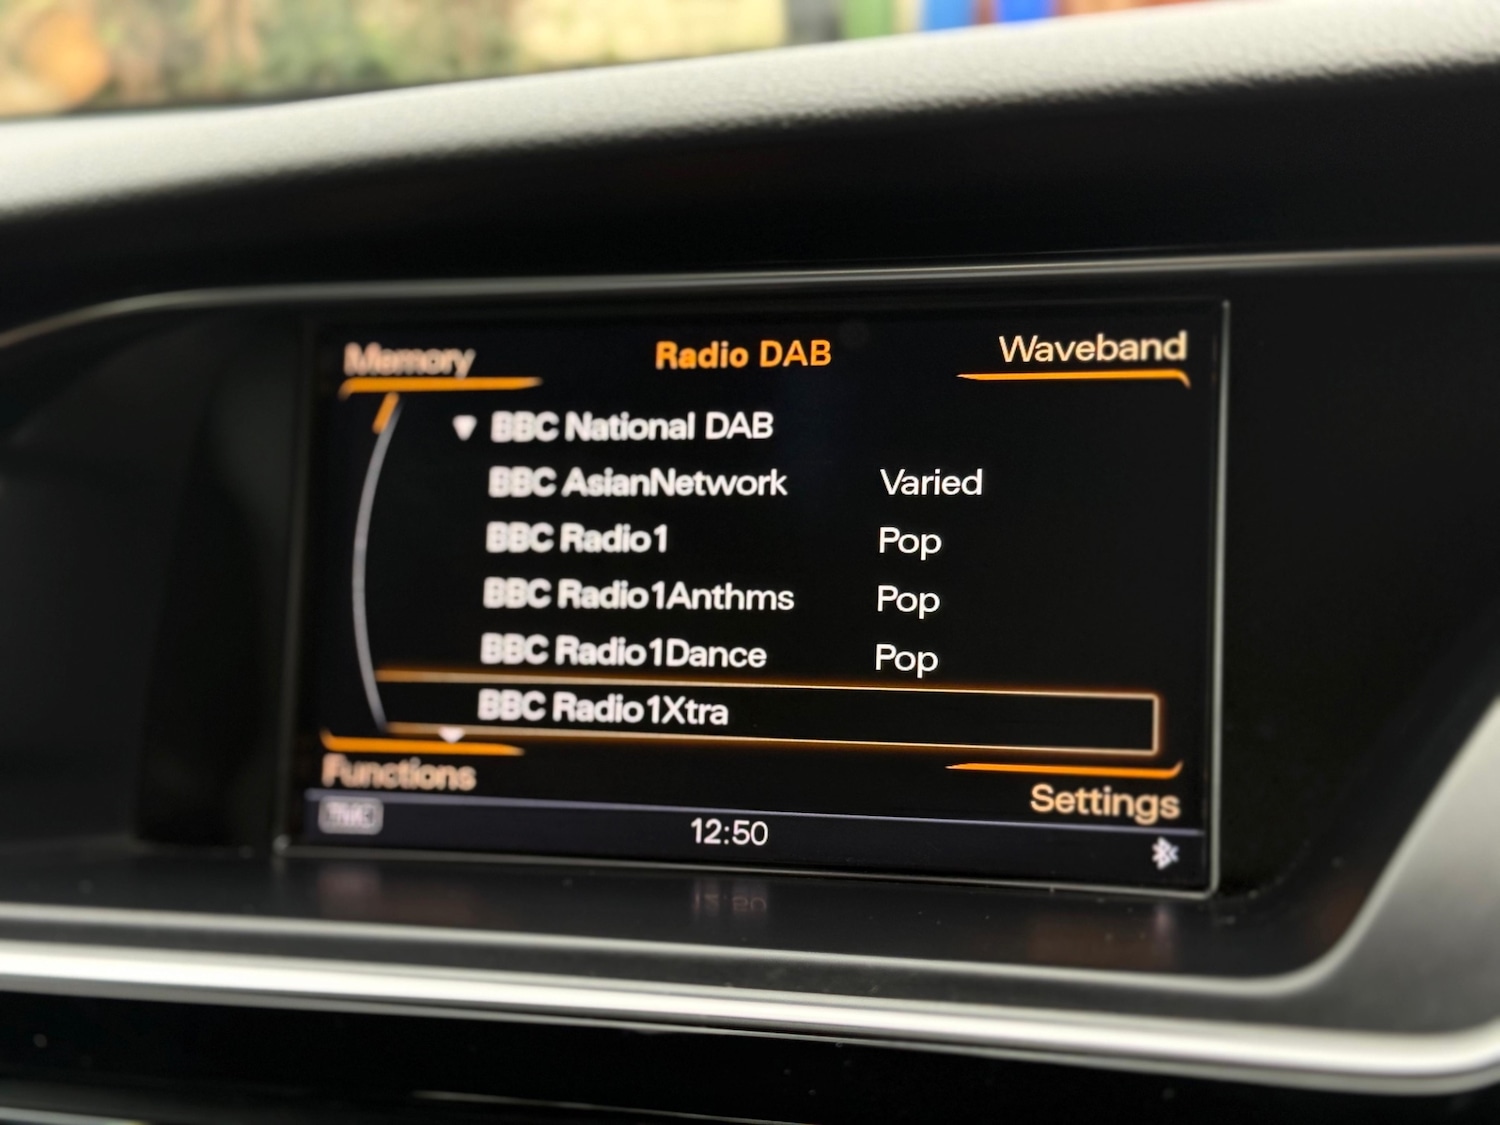 Memory
Radio DAB
Waveband
BBC National DAB
BBC AsianNetwork Varied
BBC Radio1 Pop
BBC Radio1Anthms Pop
BBC Radio1Dance Pop
BBC Radio1Xtra
Functions
Settings
12:50